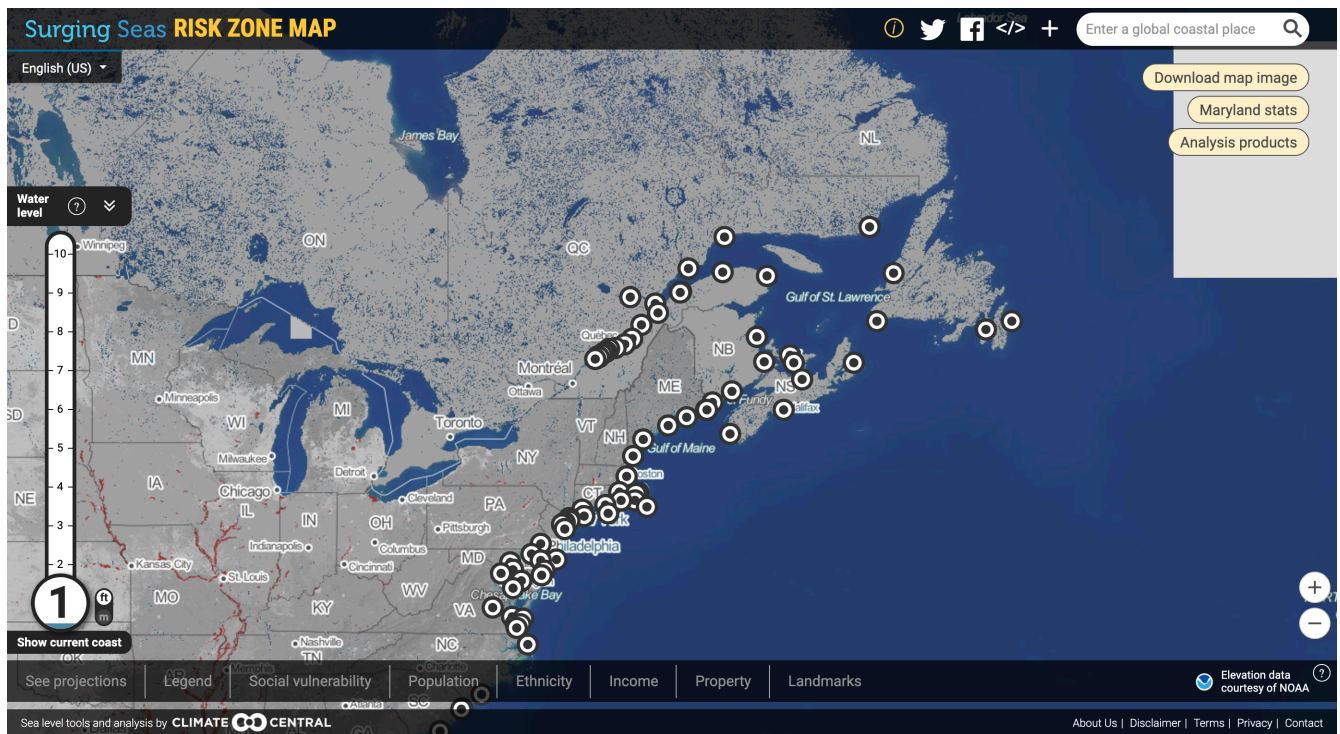 Surging Seas RISK ZONE MAP
Enter a global coastal place
English (US)
Download map image
Maryland stats
Analysis products
James Bay
NL
Water level
Winnipeg
ON
QC
10
9
8
7
6
5
4
3
2
1
ft
m
Show current coast
Gulf of St. Lawrence
Québec
MN
NB
Montréal
Ottawa
ME
NS
Minneapolis
Fundy
Halifax
SD
WI
MI
Toronto
VT
NH
Gulf of Maine
Milwaukee
NY
Detroit
Boston
NE
IA
Chicago
Cleveland
CT
IL
IN
OH
PA
Pittsburgh
York
Indianapolis
Columbus
Philadelphia
MD
Kansas City
St. Louis
Cincinnati
MO
WV
Chesapeake Bay
KY
VA
Nashville
TN
NC
OK
Memphis
Charlotte
See projections
Legend
Social vulnerability
Population
Ethnicity
Income
Property
Landmarks
Elevation data
courtesy of NOAA
Atlanta
SC
Sea level tools and analysis by CLIMATE CENTRAL
About Us | Disclaimer | Terms | Privacy | Contact
Dallas
GA